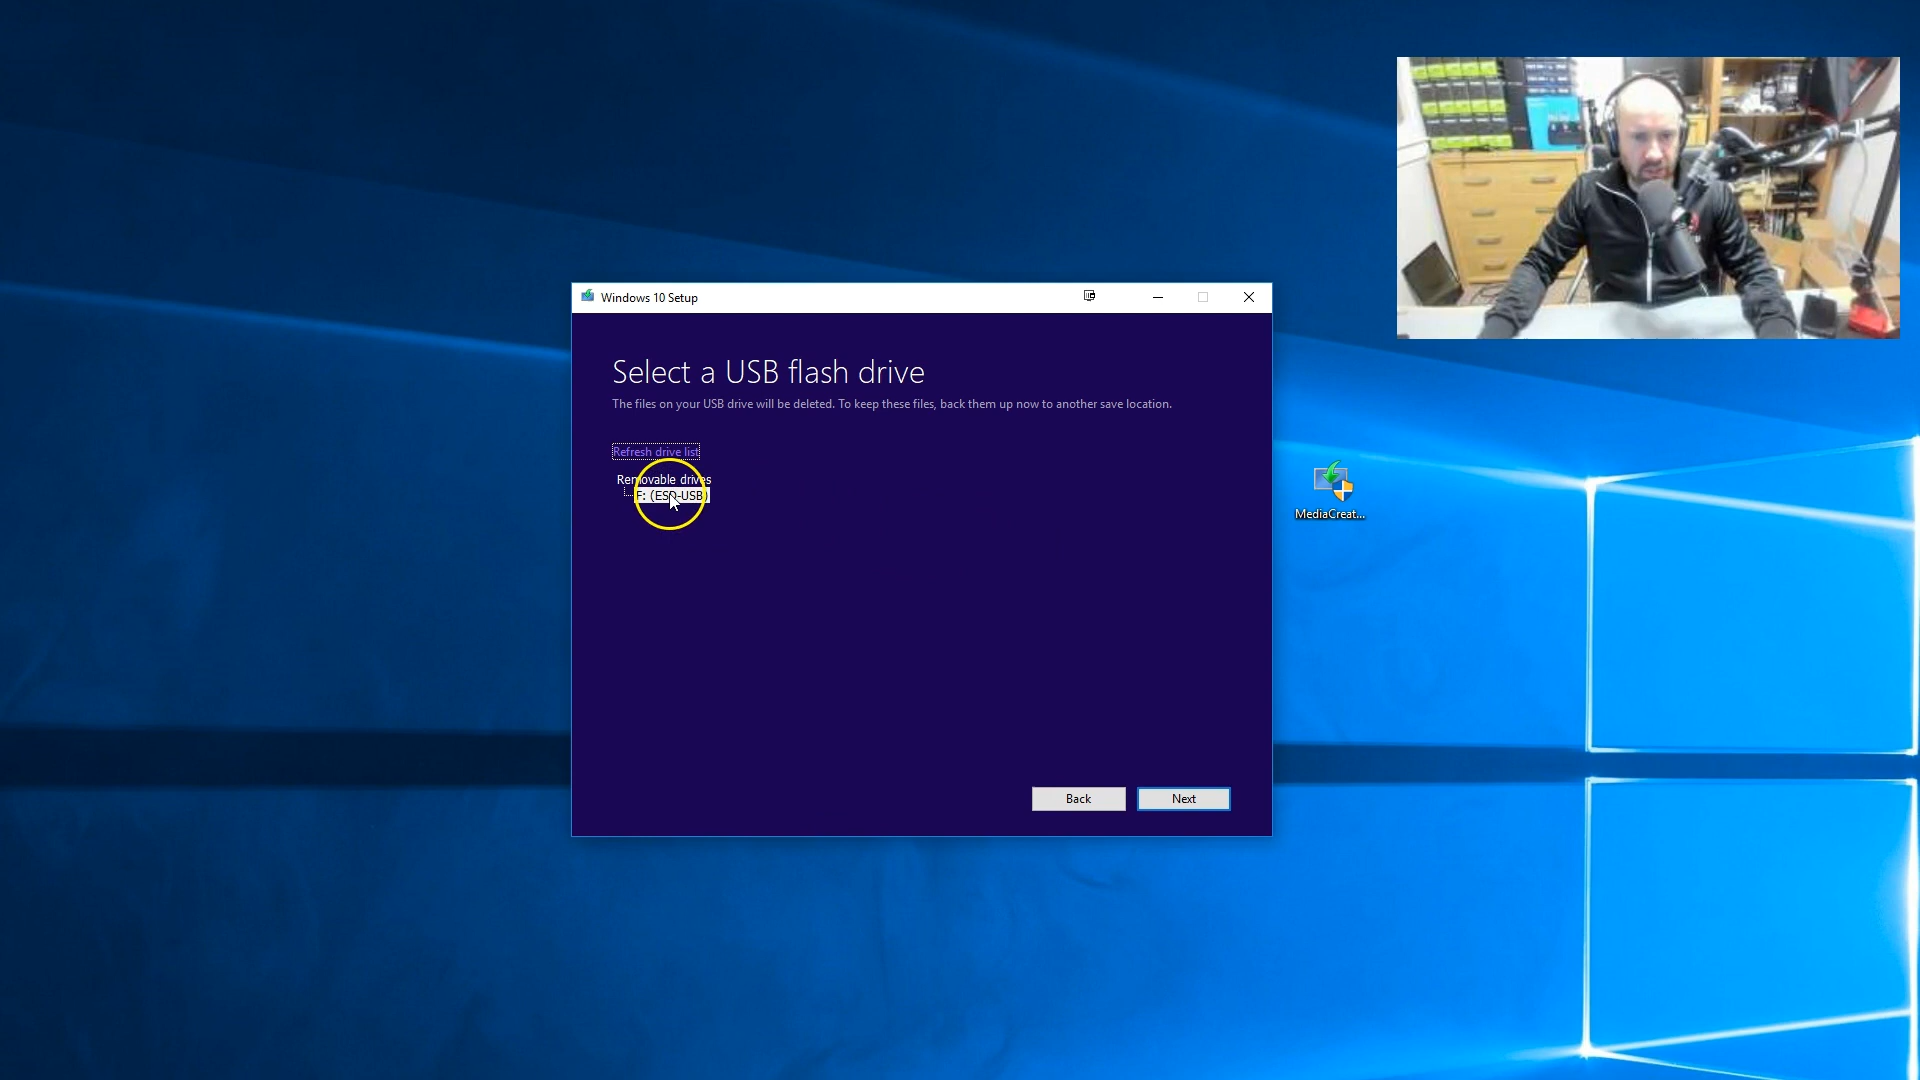 Windows 10 Setup
Select a USB flash drive
The files on your USB drive will be deleted. To keep these files, back them up now to another save location.
Refresh drive list
Removable drives
F: (ESD-USB)
MediaCreat...
Back
Next